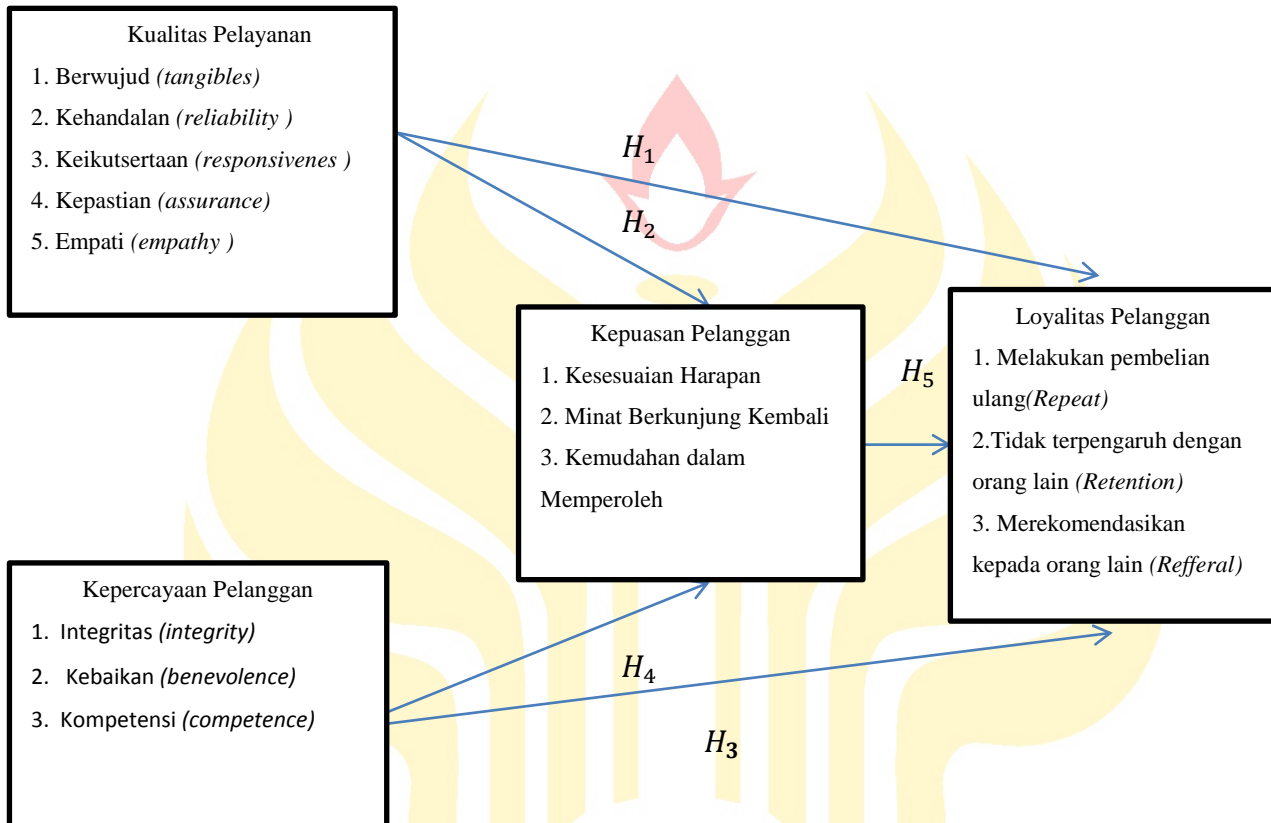 Kualitas Pelayanan
1. Berwujud (tangibles)
2. Kehandalan (reliability )
3. Keikutsertaan (responsivenes )
4. Kepastian (assurance)
5. Empati (empathy )
H₁
H₂
Kepuasan Pelanggan
1. Kesesuaian Harapan
2. Minat Berkunjung Kembali
3. Kemudahan dalam
Memperoleh
H₅
Loyalitas Pelanggan
1. Melakukan pembelian
ulang(Repeat)
2.Tidak terpengaruh dengan
orang lain (Retention)
3. Merekomendasikan
kepada orang lain (Refferal)
Kepercayaan Pelanggan
1. Integritas (integrity)
2. Kebaikan (benevolence)
3. Kompetensi (competence)
H₄
H₃